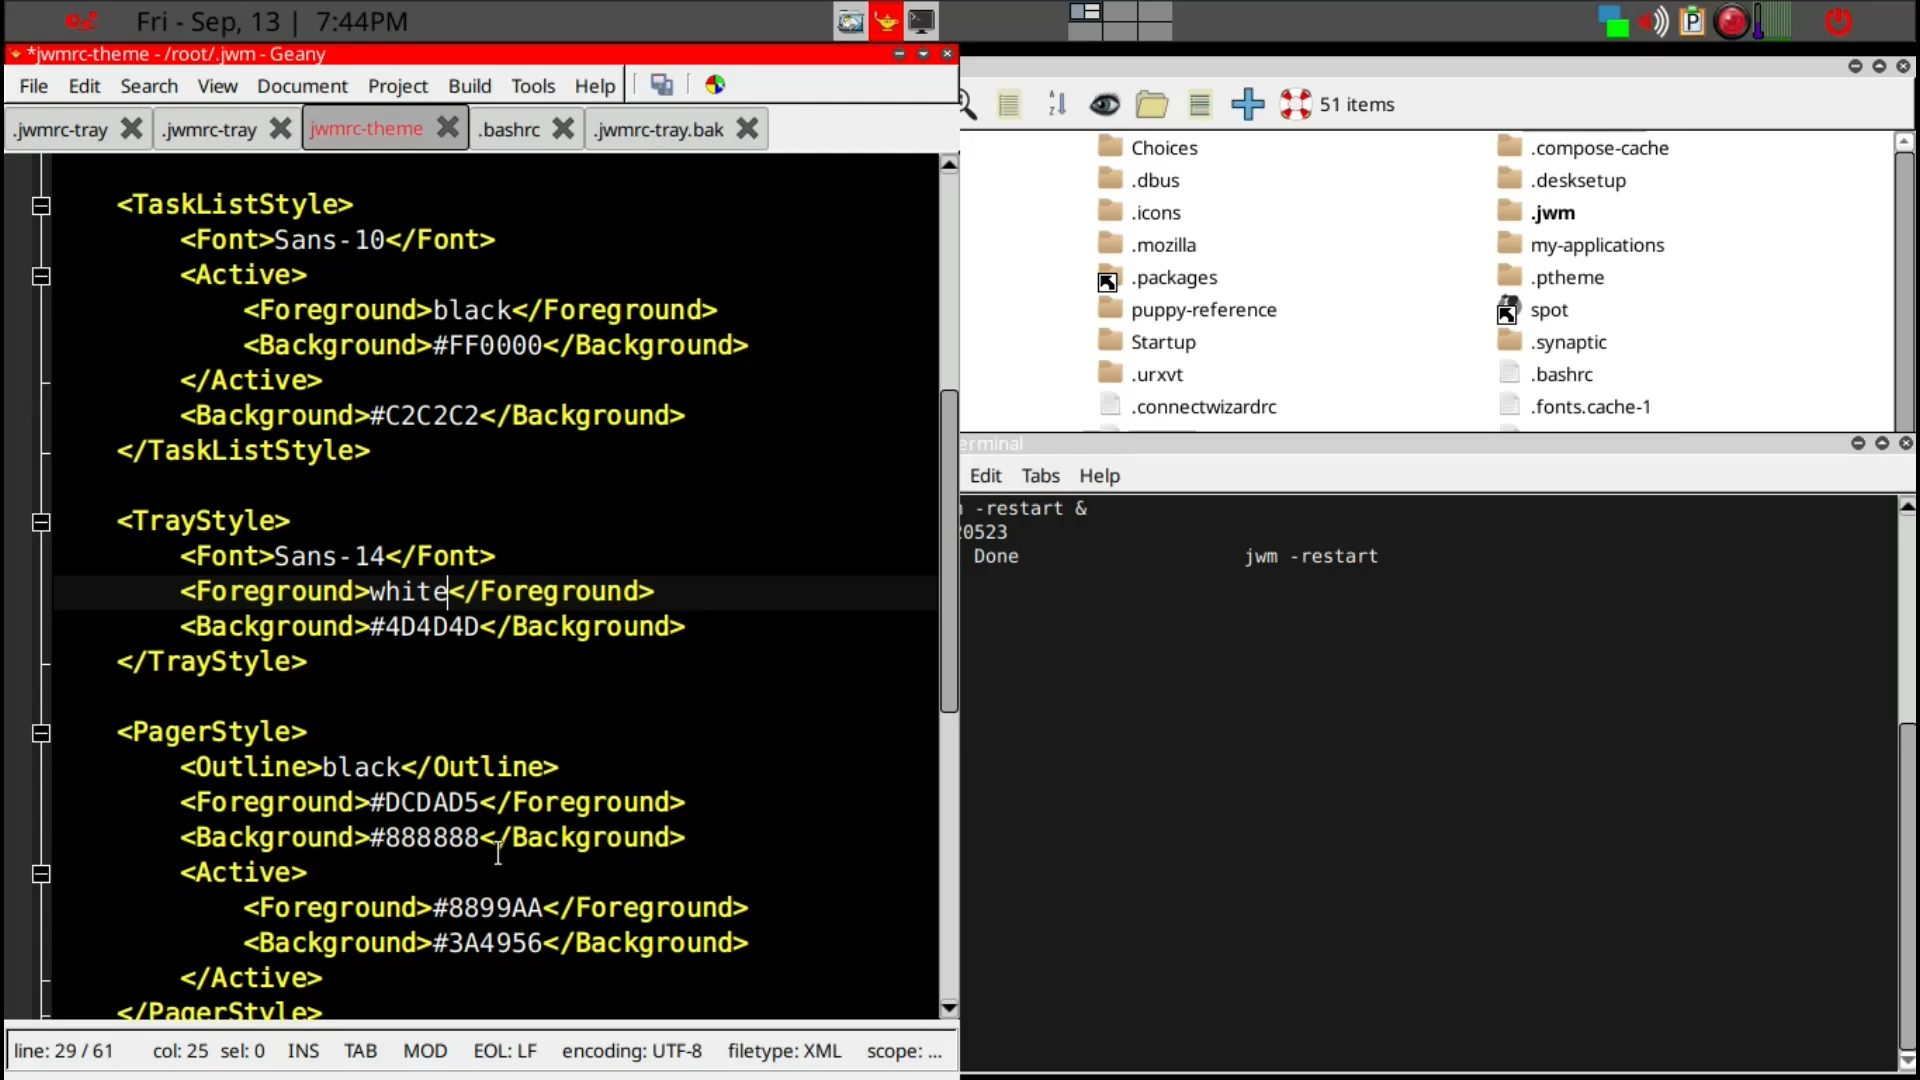 Fri - Sep, 13 | 7:44PM
*jwmrc-theme - /root/.jwm - Geany
File Edit Search View Document Project Build Tools Help
.jwmrc-tray .jwmrc-tray jwmrc-theme .bashrc .jwmrc-tray.bak
<TaskListStyle>
<Font>Sans-10</Font>
<Active>
<Foreground>black</Foreground>
<Background>#FF0000</Background>
</Active>
<Background>#C2C2C2</Background>
</TaskListStyle>
<TrayStyle>
<Font>Sans-14</Font>
<Foreground>white</Foreground>
<Background>#4D4D4D</Background>
</TrayStyle>
<PagerStyle>
<Outline>black</Outline>
<Foreground>#DCDAD5</Foreground>
<Background>#888888</Background>
<Active>
<Foreground>#8899AA</Foreground>
<Background>#3A4956</Background>
</Active>
</PagerStyle>
line: 29 / 61 col: 25 sel: 0 INS TAB MOD EOL: LF encoding: UTF-8 filetype: XML scope: ...
51 items
Choices .compose-cache
.dbus .desksetup
.icons .jwm
.mozilla my-applications
.packages .ptheme
puppy-reference spot
Startup .synaptic
.urxvt .bashrc
.connectwizardrc .fonts.cache-1
erminal
Edit Tabs Help
-restart &
0523
Done jwm -restart